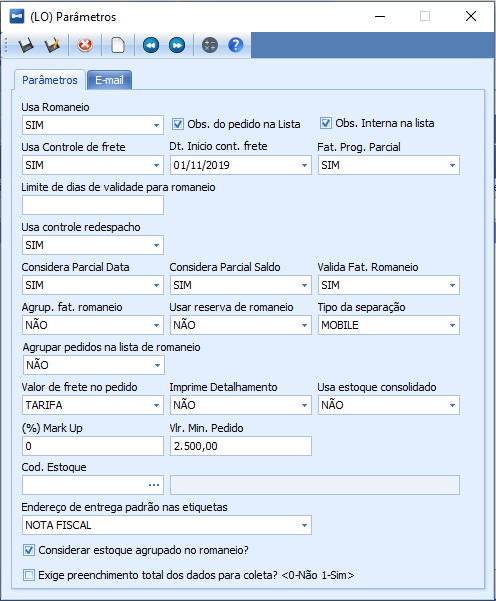 (LO) Parâmetros
Parâmetros E-mail
Usa Romaneio
SIM Obs. do pedido na Lista Obs. Interna na lista
Usa Controle de frete Dt. Inicio cont. frete Fat. Prog. Parcial
SIM 01/11/2019 SIM
Limite de dias de validade para romaneio
Usa controle redespacho
SIM
Considera Parcial Data Considera Parcial Saldo Valida Fat. Romaneio
SIM SIM SIM
Agrup. fat. romaneio Usar reserva de romaneio Tipo da separação
NÃO NÃO MOBILE
Agrupar pedidos na lista de romaneio
NÃO
Valor de frete no pedido Imprime Detalhamento Usa estoque consolidado
TARIFA NÃO NÃO
(%) Mark Up Vlr. Min. Pedido
0 2.500,00
Cod. Estoque
...
Endereço de entrega padrão nas etiquetas
NOTA FISCAL
Considerar estoque agrupado no romaneio?
Exige preenchimento total dos dados para coleta? <0-Não 1-Sim>